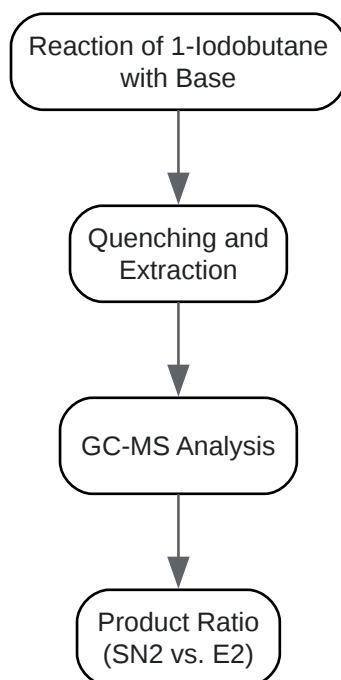 Reaction of 1-Iodobutane
with Base
Quenching and
Extraction
GC-MS Analysis
Product Ratio
(SN2 vs. E2)